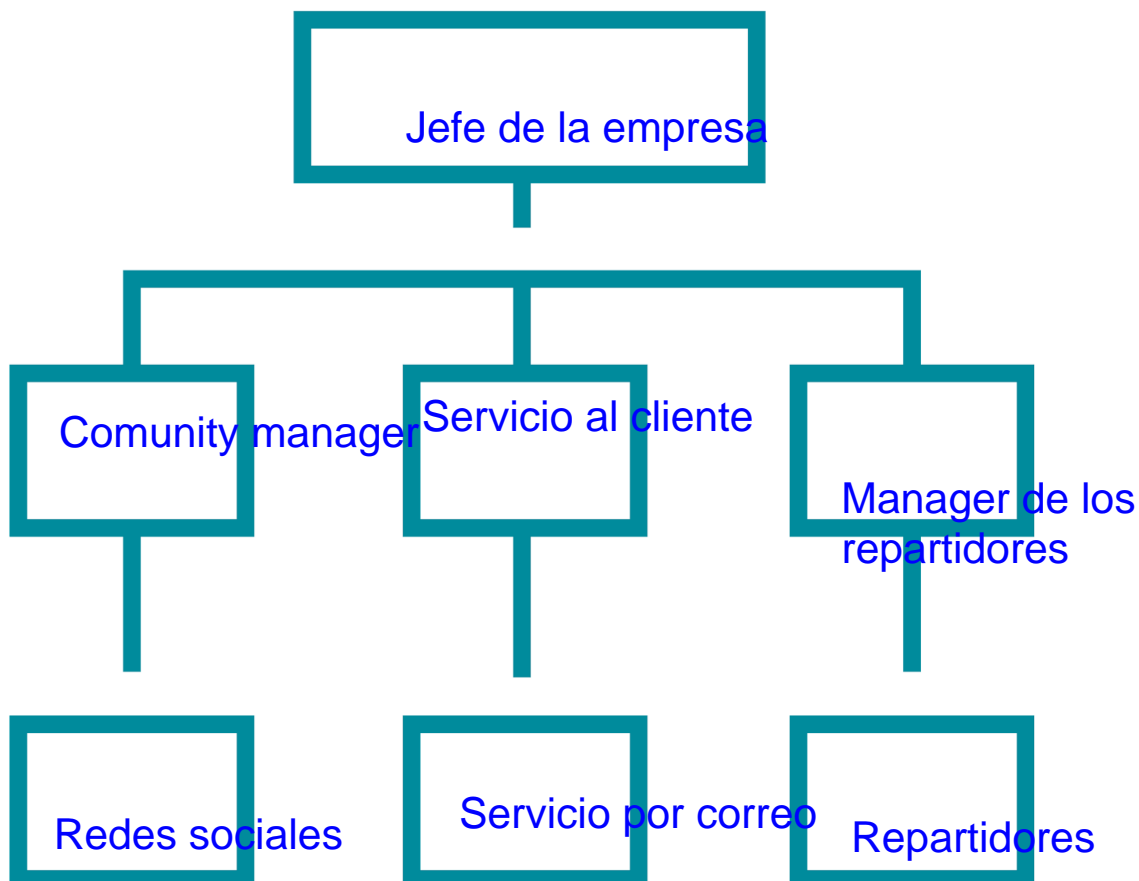 Jefe de la empresa
Comunity manager
Servicio al cliente
Manager de los
repartidores
Redes sociales
Servicio por correo
Repartidores